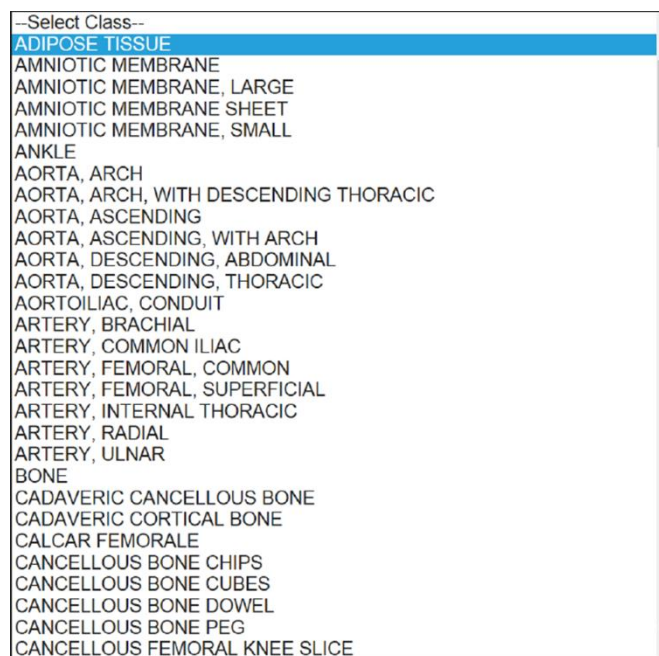 --Select Class--
ADIPOSE TISSUE
AMNIOTIC MEMBRANE
AMNIOTIC MEMBRANE, LARGE
AMNIOTIC MEMBRANE SHEET
AMNIOTIC MEMBRANE, SMALL
ANKLE
AORTA, ARCH
AORTA, ARCH, WITH DESCENDING THORACIC
AORTA, ASCENDING
AORTA, ASCENDING, WITH ARCH
AORTA, DESCENDING, ABDOMINAL
AORTA, DESCENDING, THORACIC
AORTOILIAC, CONDUIT
ARTERY, BRACHIAL
ARTERY, COMMON ILIAC
ARTERY, FEMORAL, COMMON
ARTERY, FEMORAL, SUPERFICIAL
ARTERY, INTERNAL THORACIC
ARTERY, RADIAL
ARTERY, ULNAR
BONE
CADAVERIC CANCELLOUS BONE
CADAVERIC CORTICAL BONE
CALCAR FEMORALE
CANCELLOUS BONE CHIPS
CANCELLOUS BONE CUBES
CANCELLOUS BONE DOWEL
CANCELLOUS BONE PEG
CANCELLOUS FEMORAL KNEE SLICE